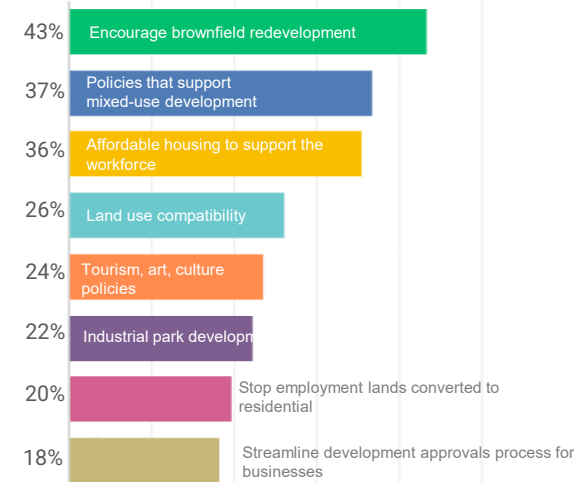 43% Encourage brownfield redevelopment
37% Policies that support
mixed-use development
36% Affordable housing to support the
workforce
26% Land use compatibility
24% Tourism, art, culture
policies
22% Industrial park developm
20% Stop employment lands converted to
residential
18% Streamline development approvals process for
businesses